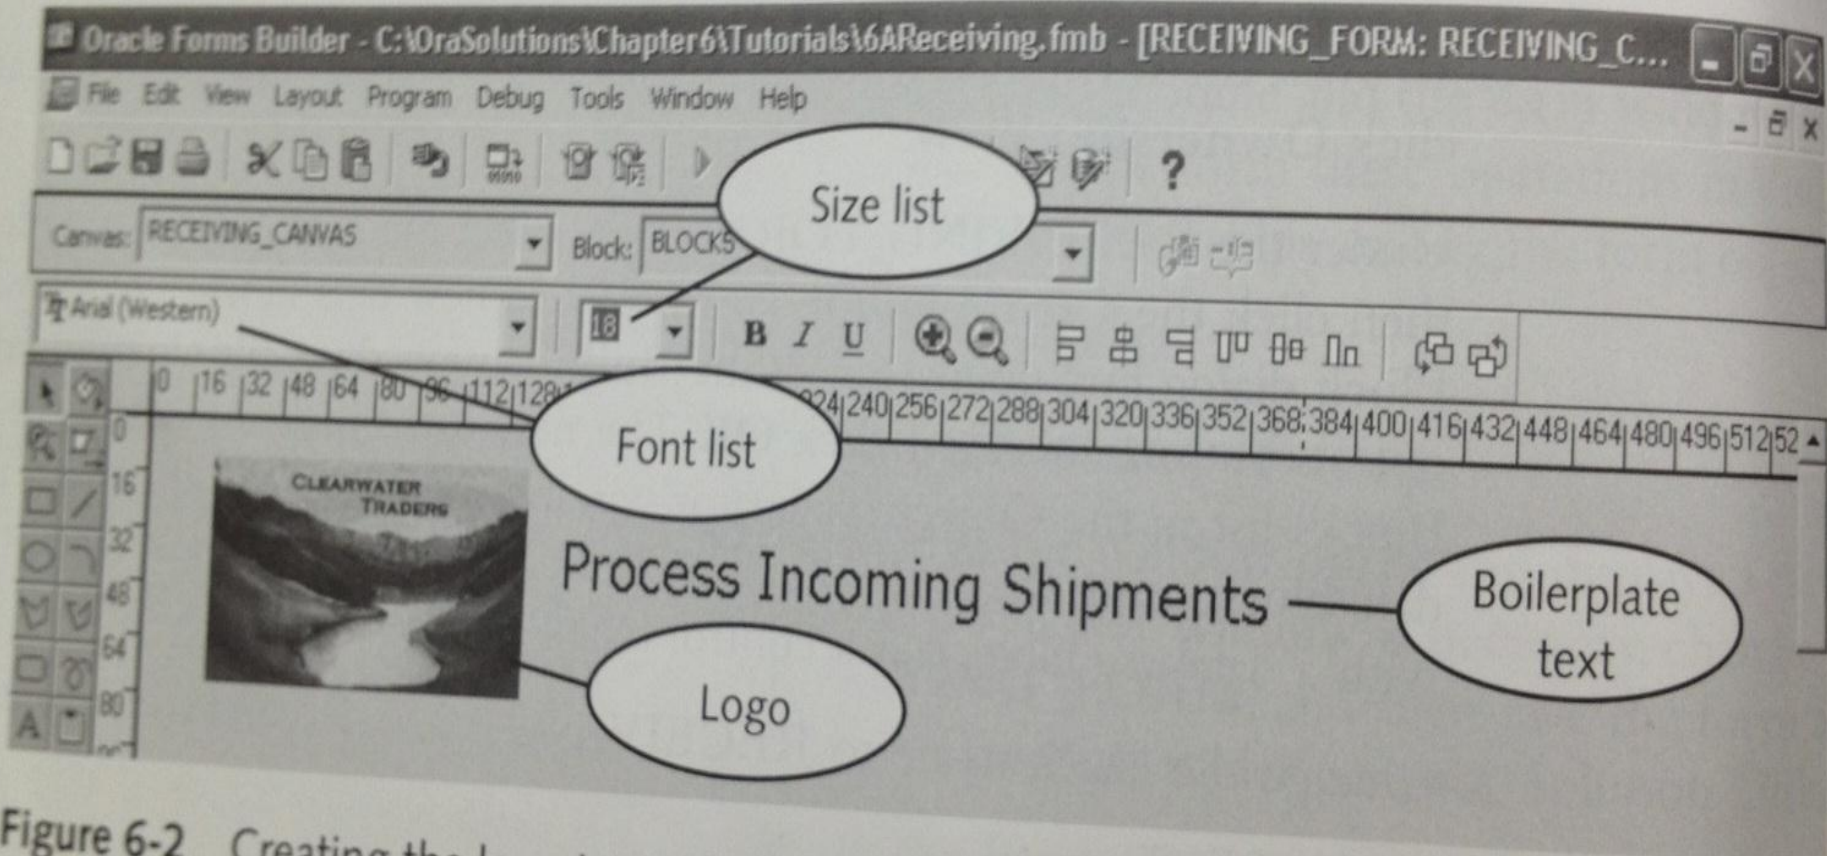 Oracle Forms Builder - C:\OraSolutions\Chapter6\Tutorials\6AReceiving.fmb - [RECEIVING_FORM: RECEIVING_C...
File Edit View Layout Program Debug Tools Window Help
Size list
Canvas: RECEIVING_CANVAS Block: BLOCK5
Arial (Western) 18 B I U
0 16 32 48 64 80 96 112 128 224 240 256 272 288 304 320 336 352 368 384 400 416 432 448 464 480 496 512 52
Font list
0
16
32
48
64
80
CLEARWATER
TRADERS
Process Incoming Shipments
Boilerplate
text
Logo
A
Figure 6-2 Creating the